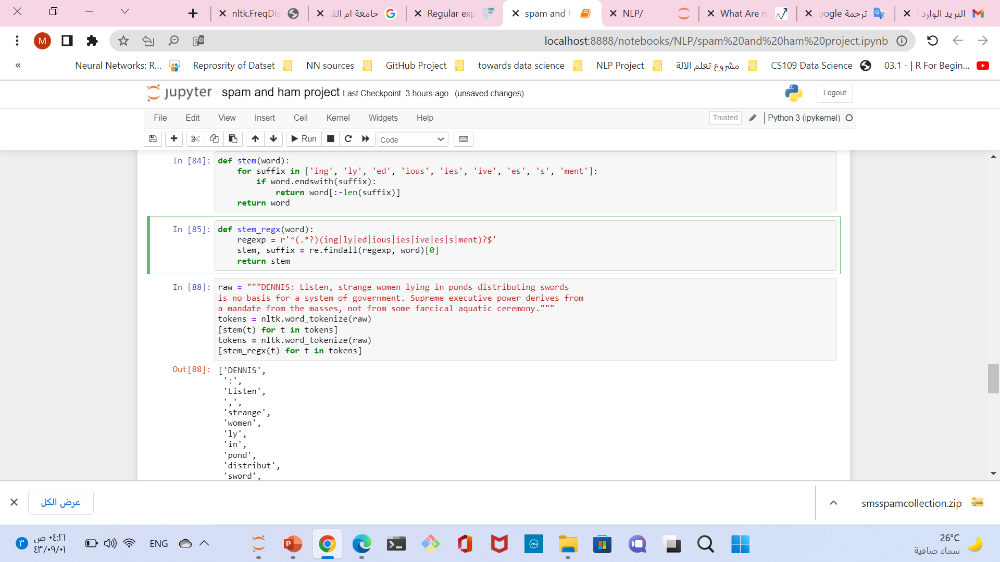 nltk.FreqDis
جامعة ام الق
Regular exp
spam and h
NLP/
What Are n
ترجمة oogle
البريد الوارد
M
localhost:8888/notebooks/NLP/spam%20and%20ham%20project.ipynb
«
Neural Networks: R...
Reprosrity of Datset
NN sources
GitHub Project
towards data science
NLP Project
مشروع تعلم الالة
CS109 Data Science
03.1 - | R For Begin...
jupyter spam and ham project Last Checkpoint: 3 hours ago (unsaved changes)
Logout
File Edit View Insert Cell Kernel Widgets Help
Trusted
Python 3 (ipykernel)
Run
Code
In [84]: def stem(word):
    for suffix in ['ing', 'ly', 'ed', 'ious', 'ies', 'ive', 'es', 's', 'ment']:
        if word.endswith(suffix):
            return word[:-len(suffix)]
    return word
In [85]: def stem_regx(word):
    regexp = r'^(.*?)(ing|ly|ed|ious|ies|ive|es|s|ment)?$'
    stem, suffix = re.findall(regexp, word)[0]
    return stem
In [88]: raw = """DENNIS: Listen, strange women lying in ponds distributing swords
is no basis for a system of government. Supreme executive power derives from
a mandate from the masses, not from some farcical aquatic ceremony."""
tokens = nltk.word_tokenize(raw)
[stem(t) for t in tokens]
tokens = nltk.word_tokenize(raw)
[stem_regx(t) for t in tokens]
Out[88]: ['DENNIS',
':',
'Listen',
',',
'strange',
'women',
'ly',
'in',
'pond',
'distribut',
'sword',
عرض الكل
smsspamcollection.zip
٣
٠٤:٢١ ص
٤٣/٠٩/٠١
ENG
P
DELL
26°C
سماء صافية